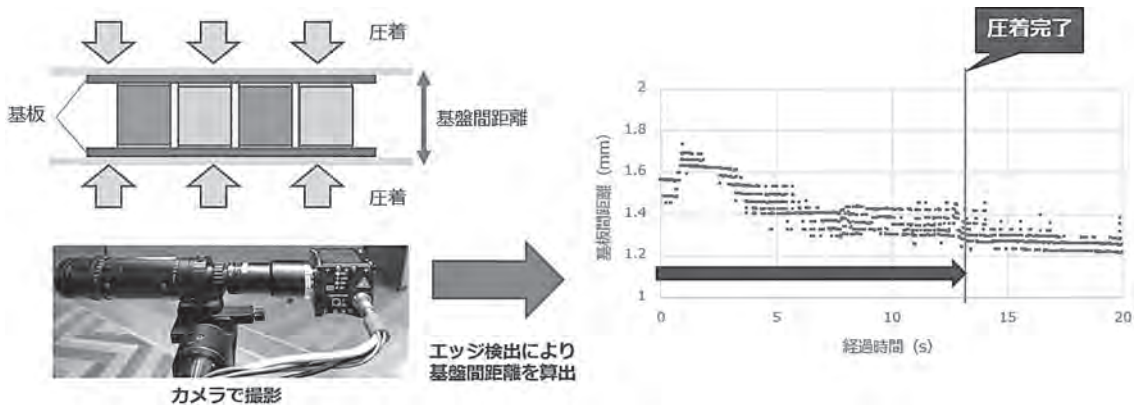 圧着
基板
基盤間距離
圧着
カメラで撮影
エッジ検出により
基盤間距離を算出
圧着完了
基板間距離（mm）
2
1.8
1.6
1.4
1.2
1
0
5
10
15
20
経過時間（s）